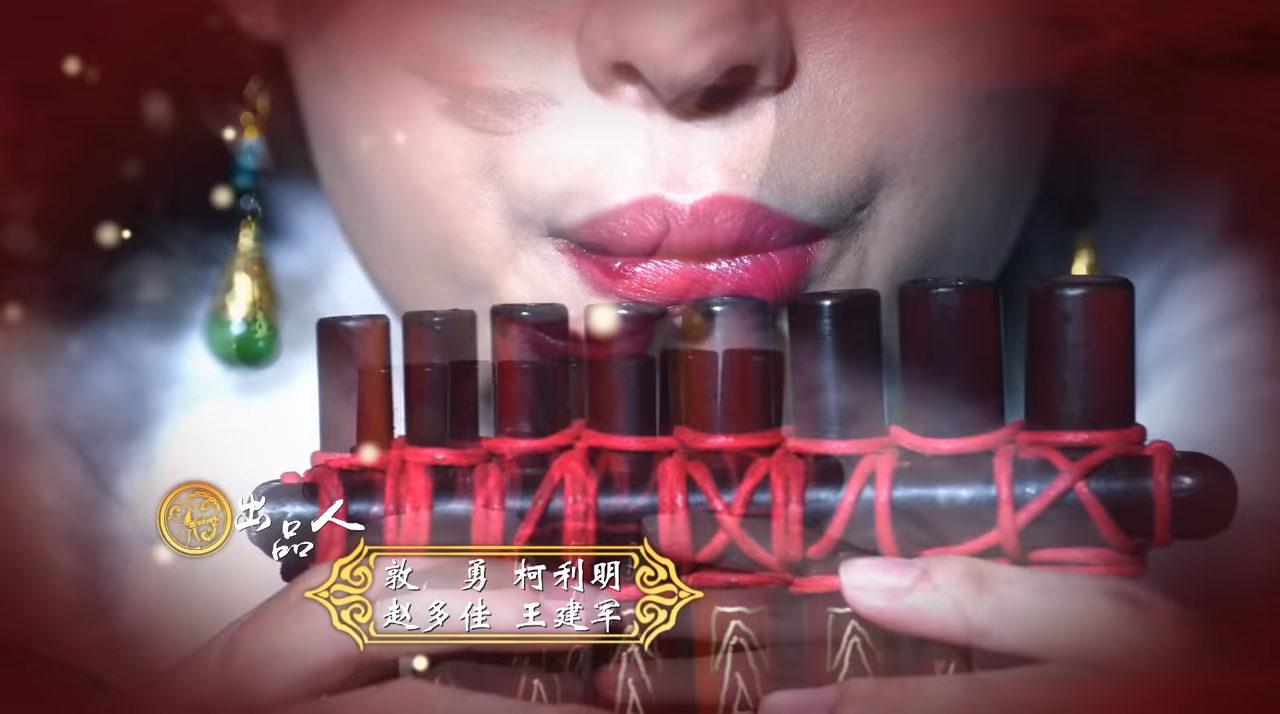 出品人
敦 勇 柯利明
赵多佳 王建军